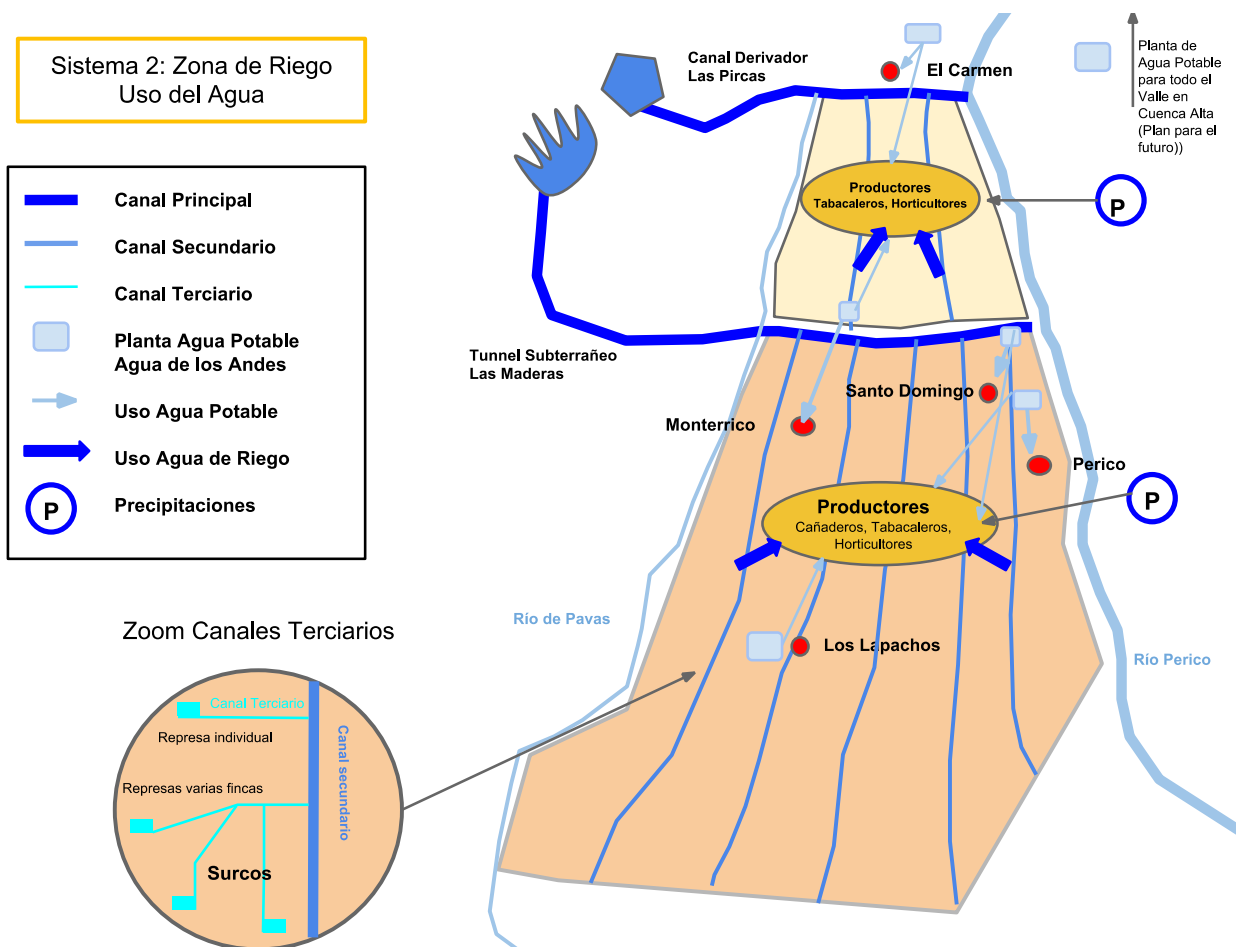 Sistema 2: Zona de Riego
Uso del Agua
Canal Principal
Canal Secundario
Canal Terciario
Planta Agua Potable
Agua de los Andes
Uso Agua Potable
Uso Agua de Riego
P
Precipitaciones
Canal Derivador
Las Pircas
El Carmen
Planta de
Agua Potable
para todo el
Valle en
Cuenca Alta
(Plan para el
futuro))
Productores
Tabacaleros, Horticultores
P
Tunnel Subterrañeo
Las Maderas
Santo Domingo
Monterrico
Perico
P
Productores
Cañaderos, Tabacaleros,
Horticultores
Río de Pavas
Los Lapachos
Río Perico
Zoom Canales Terciarios
Canal Terciario
Represa individual
Canal secundario
Represas varias fincas
Surcos